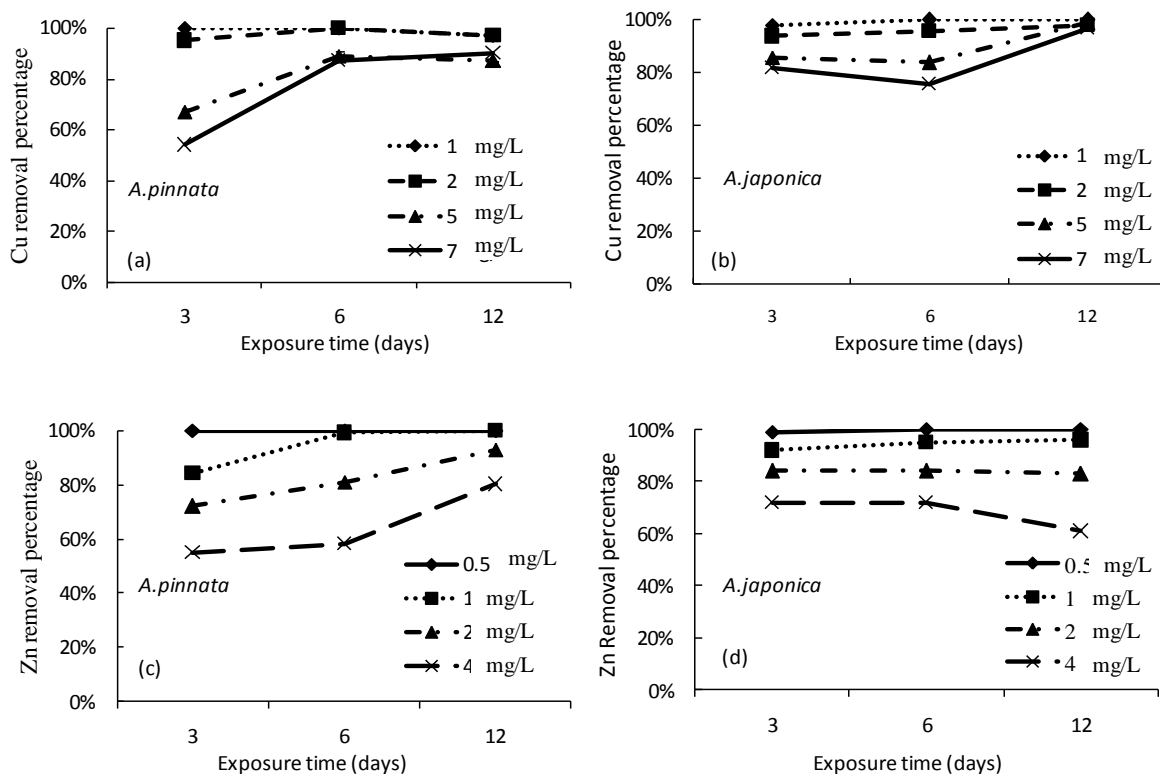 100%
80%
60%
40%
20%
0%
Cu removal percentage
1 mg/L
2 mg/L
5 mg/L
7 mg/L
A.pinnata
(a)
3 6 12
Exposure time (days)
100%
80%
60%
40%
20%
0%
Cu removal percentage
1 mg/L
2 mg/L
5 mg/L
7 mg/L
A.japonica
(b)
3 6 12
Exposure time (days)
100%
80%
60%
40%
20%
0%
Zn removal percentage
0.5 mg/L
1 mg/L
2 mg/L
4 mg/L
A.pinnata
(c)
3 6 12
Exposure time (days)
100%
80%
60%
40%
20%
0%
Zn Removal percentage
0.5 mg/L
1 mg/L
2 mg/L
4 mg/L
A.japonica
(d)
3 6 12
Exposure time (days)